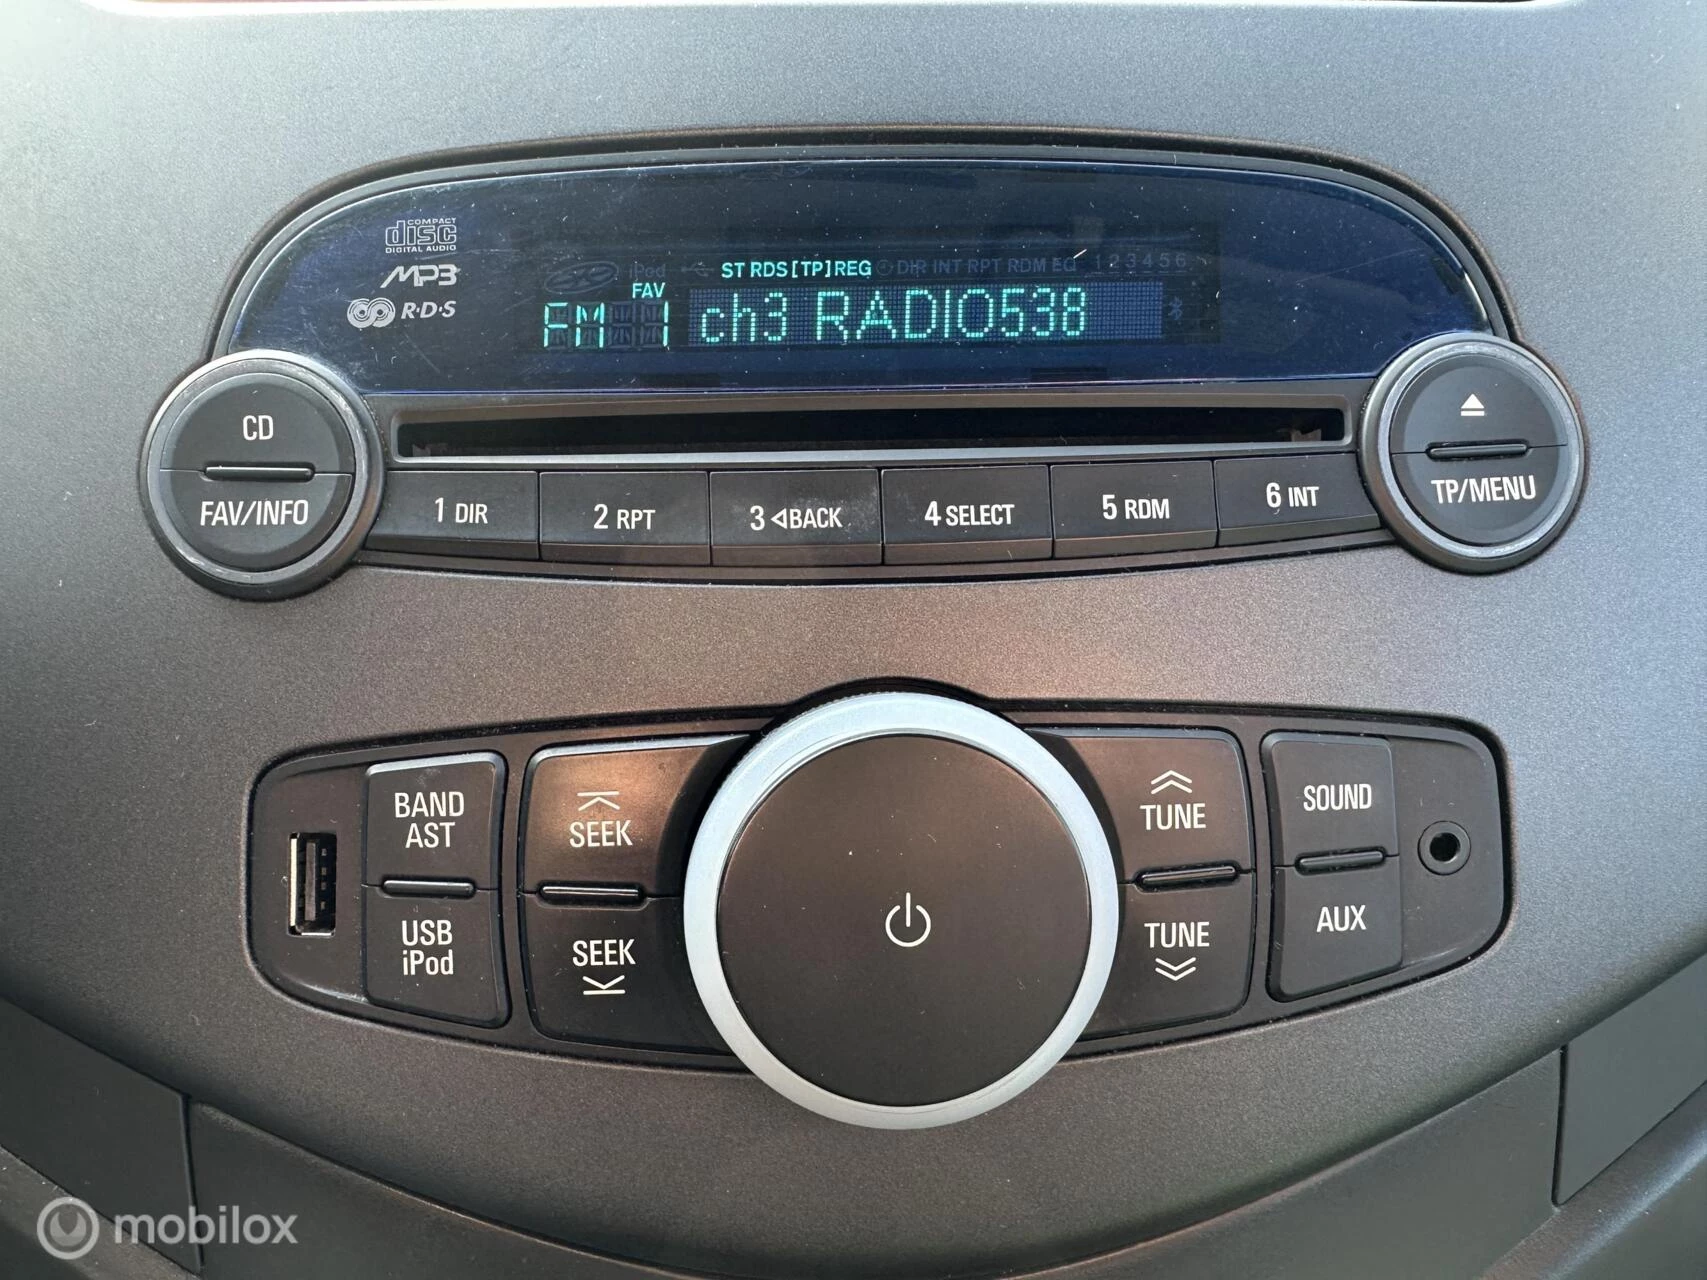 COMPACT
disc
DIGITAL AUDIO
MP3
R·D·S
iPod ST RDS [TP] REG DIR INT RPT RDM EQ 1 2 3 4 5 6
FAV
FM 1 ch3 RADIO538
CD
FAV/INFO
1 DIR
2 RPT
3 ◁BACK
4 SELECT
5 RDM
6 INT
TP/MENU
BAND
AST
USB
iPod
SEEK
SEEK
TUNE
TUNE
SOUND
AUX
mobilox